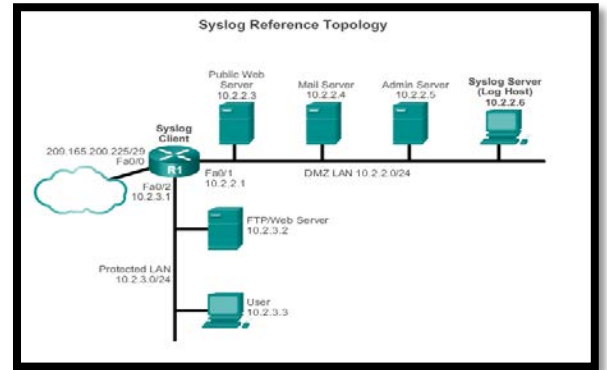 Syslog Reference Topology
Public Web
Server
10.2.2.3
Mail Server
10.2.2.4
Admin Server
10.2.2.5
Syslog Server
(Log Host)
10.2.2.6
Syslog
Client
209.165.200.225/29
Fa0/0
R1
Fa0/1
10.2.2.1
DMZ LAN 10.2.2.0/24
Fa0/2
10.2.3.1
FTP/Web Server
10.2.3.2
Protected LAN
10.2.3.0/24
User
10.2.3.3